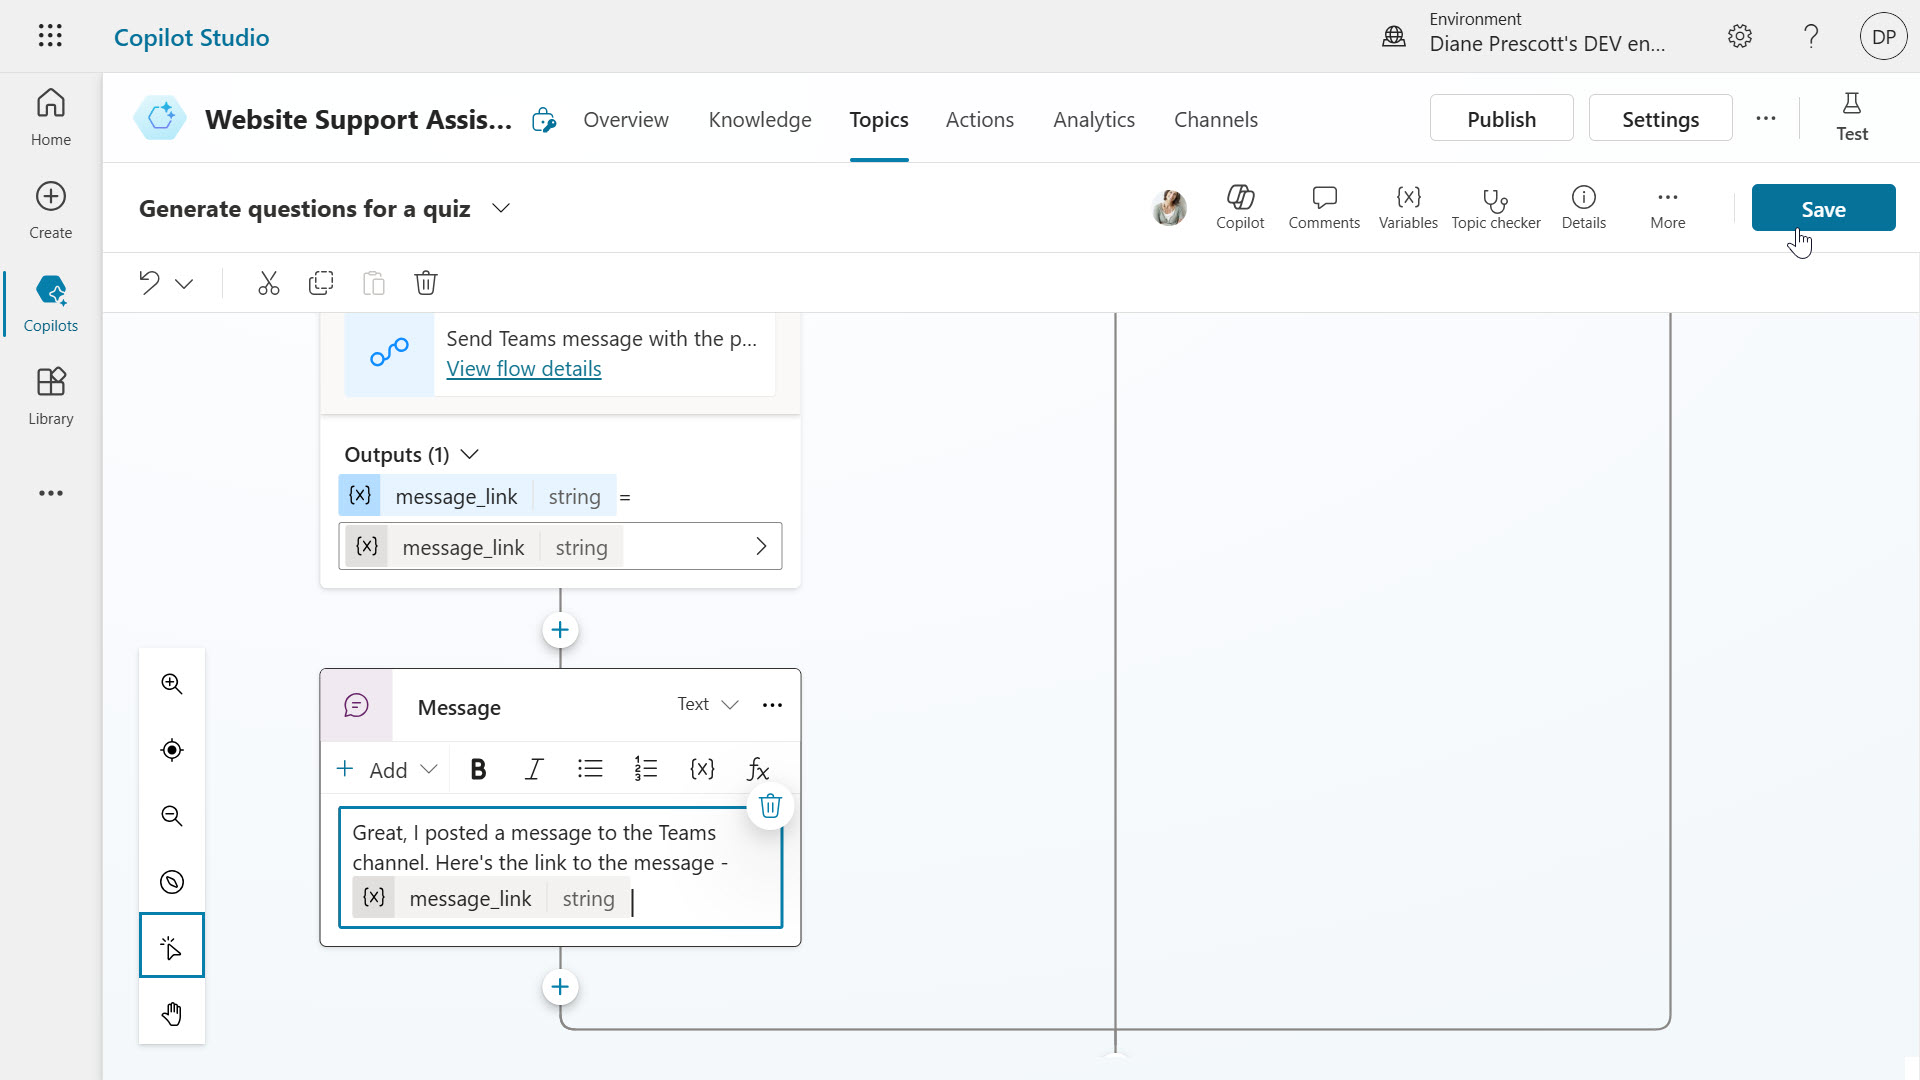 Copilot Studio
Environment
Diane Prescott's DEV en...
DP
Home
Create
Copilots
Library
Website Support Assis...
Overview
Knowledge
Topics
Actions
Analytics
Channels
Publish
Settings
Test
Generate questions for a quiz
Copilot
Comments
Variables
Topic checker
Details
More
Save
Send Teams message with the p...
View flow details
Outputs (1)
{x} message_link string =
{x} message_link string
Message
Text
Add
B I {x} fx
Great, I posted a message to the Teams
channel. Here's the link to the message -
{x} message_link string